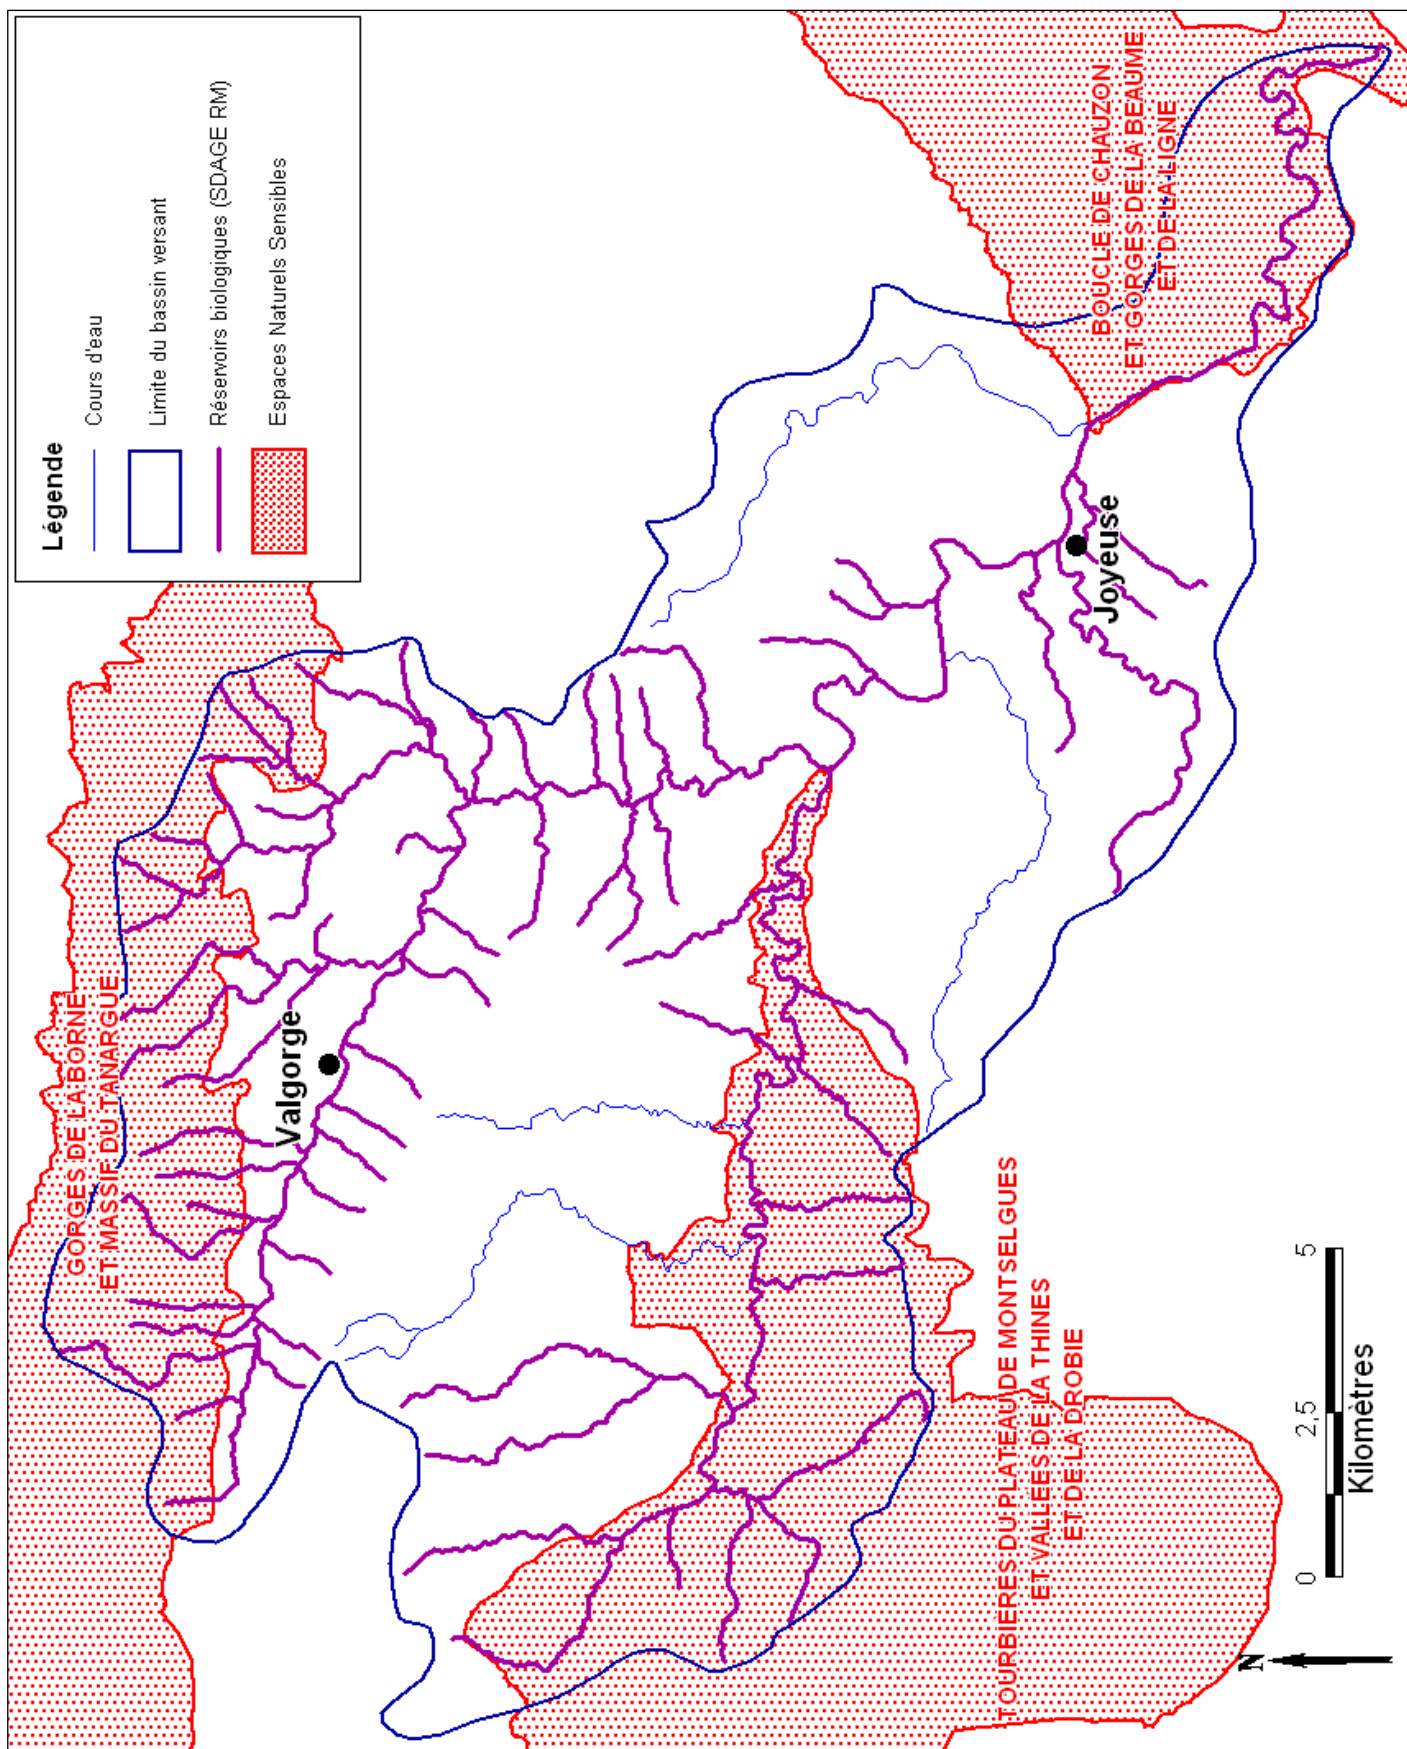 Légende
Cours d'eau
Limite du bassin versant
Réservoirs biologiques (SDAGE RM)
Espaces Naturels Sensibles
GORGES DE LA BORNE
ET MASSIF DU TANARGUE
Valgorge
BOUCLE DE CHAUZON
ET GORGES DE LA BEAUME
ET DE LA LIGNE
Joyeuse
TOURBIERES DU PLATEAU DE MONTSELGUES
ET VALLEES DE LA THINES
ET DE LA DROBIE
N
0 2,5 5
Kilomètres